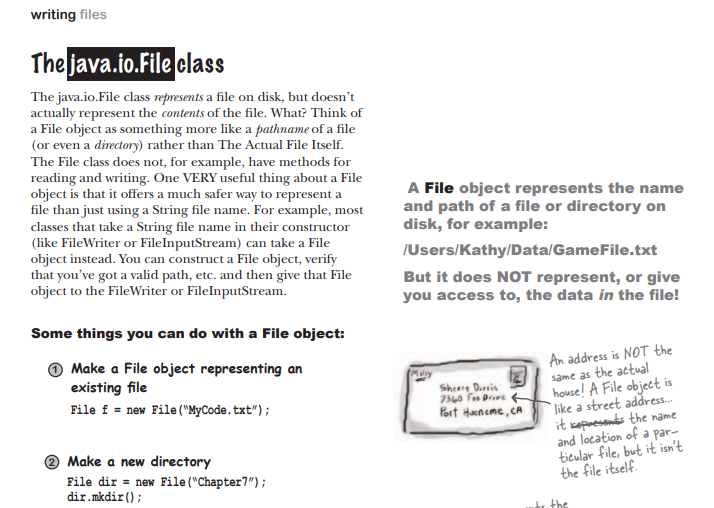 writing files
The java.io.File class
The java.io.File class represents a file on disk, but doesn't
actually represent the contents of the file. What? Think of
a File object as something more like a pathname of a file
(or even a directory) rather than The Actual File Itself.
The File class does not, for example, have methods for
reading and writing. One VERY useful thing about a File
object is that it offers a much safer way to represent a
file than just using a String file name. For example, most
classes that take a String file name in their constructor
(like FileWriter or FileInputStream) can take a File
object instead. You can construct a File object, verify
that you've got a valid path, etc. and then give that File
object to the FileWriter or FileInputStream.
Some things you can do with a File object:
1 Make a File object representing an
existing file
File f = new File("MyCode.txt");
2 Make a new directory
File dir = new File("Chapter7");
dir.mkdir();
A File object represents the name
and path of a file or directory on
disk, for example:
/Users/Kathy/Data/GameFile.txt
But it does NOT represent, or give
you access to, the data in the file!
Molly
2360 Fox Drive
Port Hueneme, CA
An address is NOT the
same as the actual
house! A File object is
like a street address...
it represents the name
and location of a par-
ticular file, but it isn't
the file itself.
the